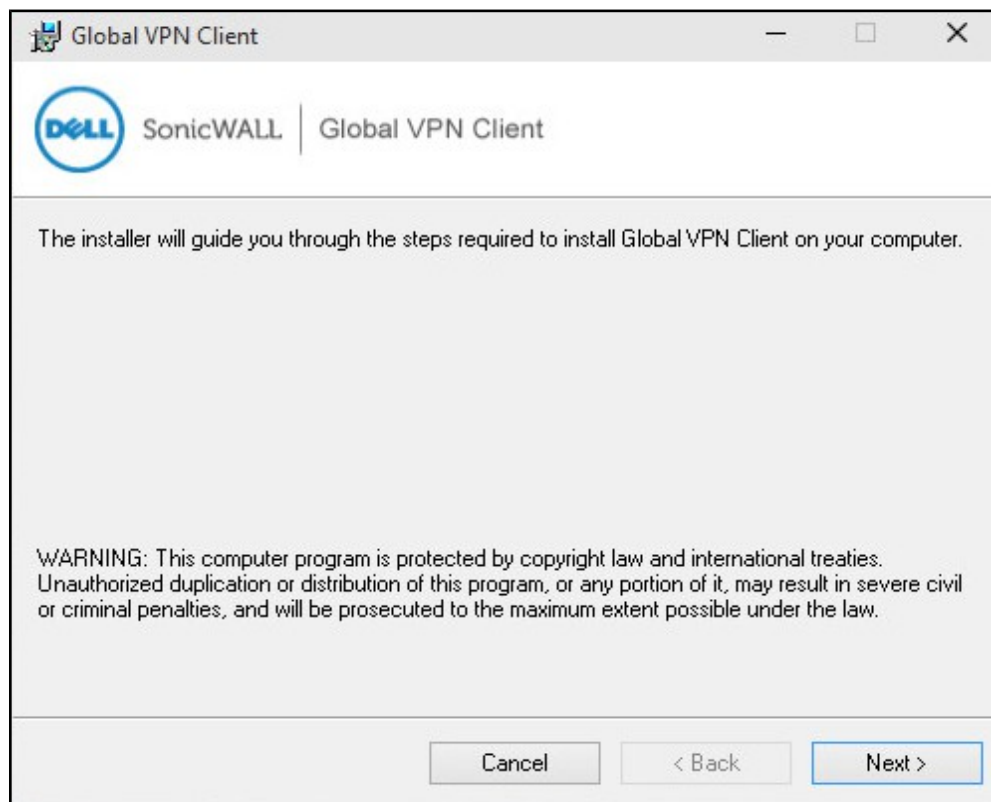 Global VPN Client
DELL SonicWALL | Global VPN Client
The installer will guide you through the steps required to install Global VPN Client on your computer.
WARNING: This computer program is protected by copyright law and international treaties.
Unauthorized duplication or distribution of this program, or any portion of it, may result in severe civil
or criminal penalties, and will be prosecuted to the maximum extent possible under the law.
Cancel < Back Next >